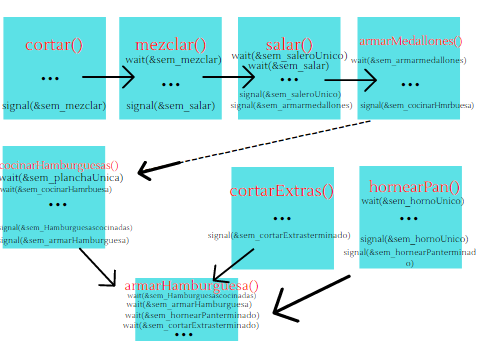 cortar()
...
signal(&sem_mezclar)
mezclar()
wait(&sem_mezclar)
...
signal(&sem_salar)
salar()
wait(&sem_saleroUnico)
wait(&sem_salar)
...
signal(&sem_saleroUnico)
signal(&sem_armarmedallones)
armarMedallones()
wait(&sem_armarmedallones)
...
signal(&sem_cocinarHmrbuesa)
cocinarHamburguesas()
wait(&sem_planchaUnica)
wait(&sem_cocinarHamrbuesa)
...
signal(&sem_Hamburguesascocinadas)
signal(&sem_armarHamburguesa)
cortarExtras()
...
signal(&sem_cortarExtrasterminado)
hornearPan()
wait(&sem_hornoUnico)
...
signal(&sem_hornoUnico)
signal(&sem_hornearPanterminad
o)
armarHamburguesa()
wait(&sem_Hamburguesascocinadas)
wait(&sem_armarHamburguesa)
wait(&sem_hornearPanterminado)
wait(&sem_cortarExtrasterminado)
...